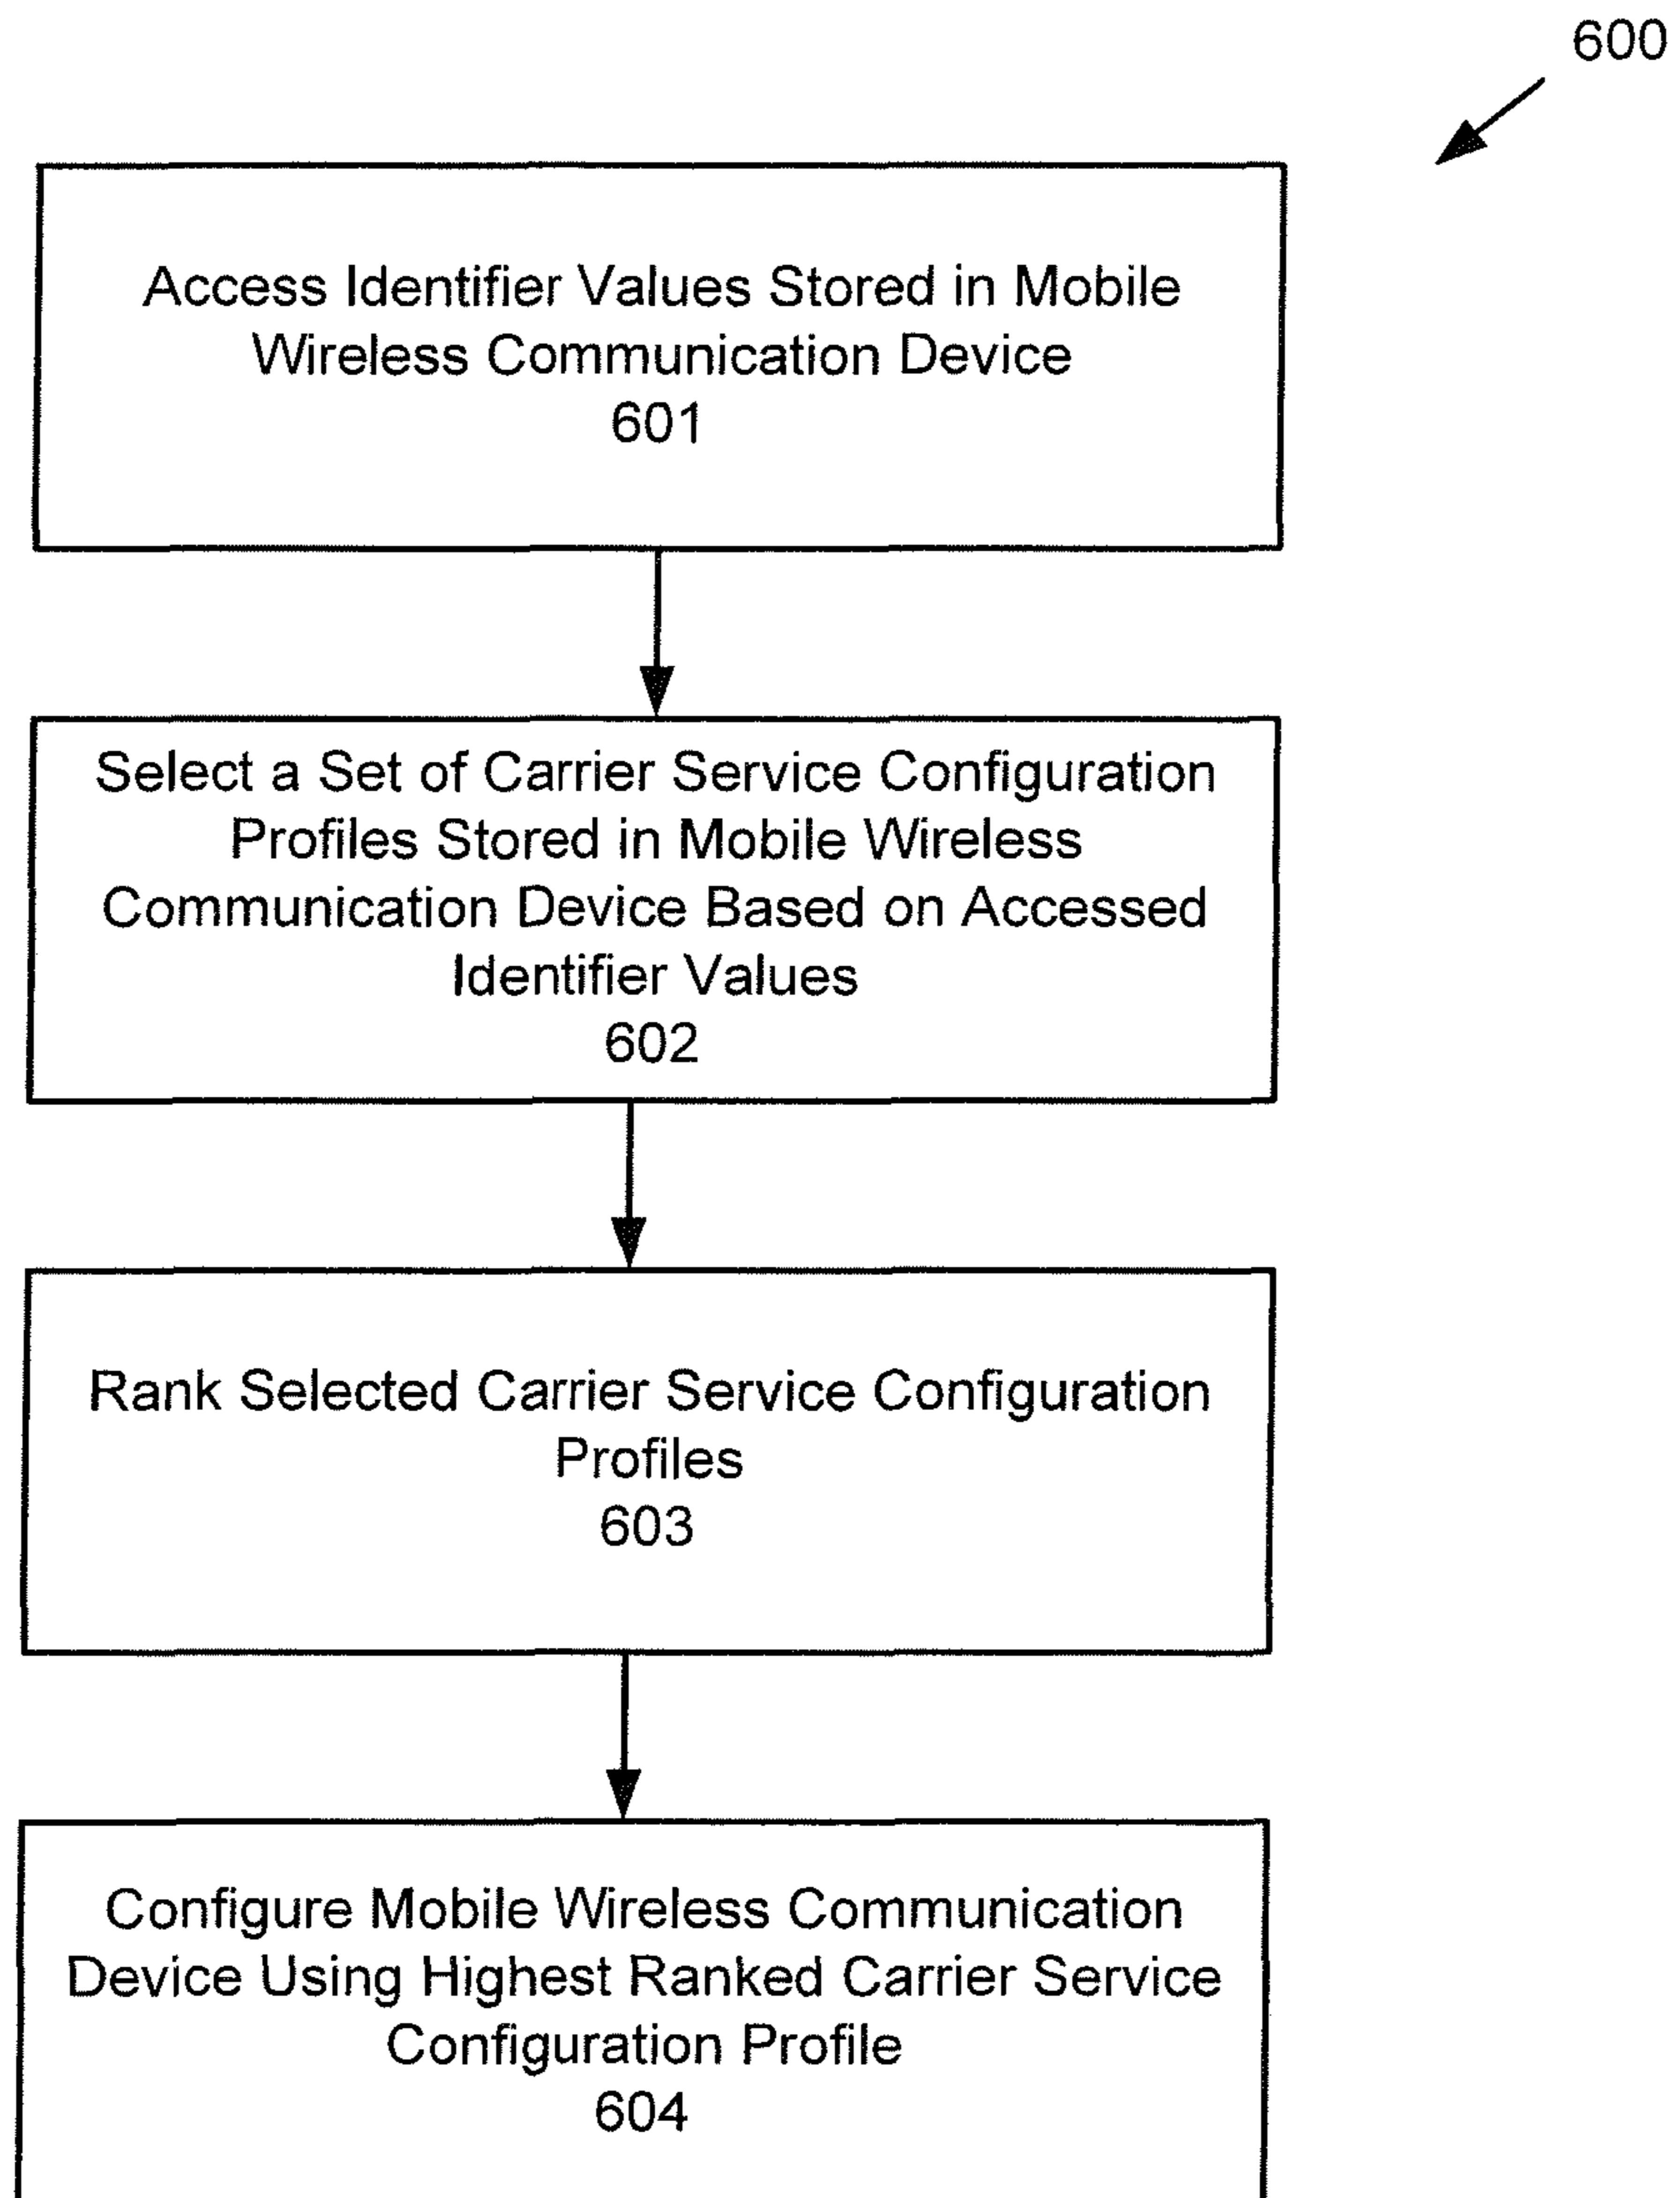 600
Access Identifier Values Stored in Mobile
Wireless Communication Device
601
Select a Set of Carrier Service Configuration
Profiles Stored in Mobile Wireless
Communication Device Based on Accessed
Identifier Values
602
Rank Selected Carrier Service Configuration
Profiles
603
Configure Mobile Wireless Communication
Device Using Highest Ranked Carrier Service
Configuration Profile
604